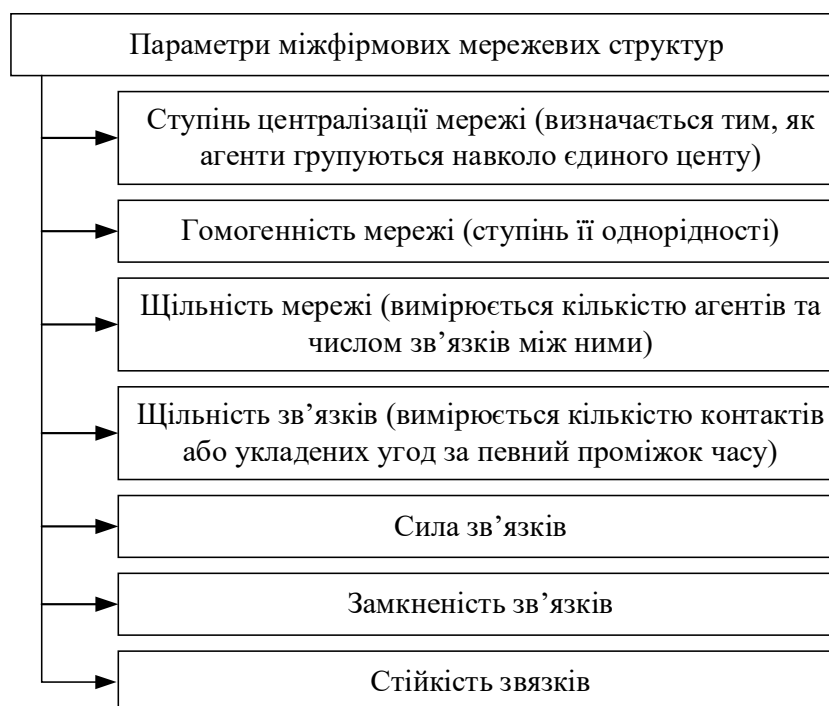 Параметри міжфірмових мережевих структур
Ступінь централізації мережі (визначається тим, як
агенти групуються навколо єдиного центу)
Гомогенність мережі (ступінь її однорідності)
Щільність мережі (вимірюється кількістю агентів та
числом зв’язків між ними)
Щільність зв’язків (вимірюється кількістю контактів
або укладених угод за певний проміжок часу)
Сила зв’язків
Замкненість зв’язків
Стійкість звязків